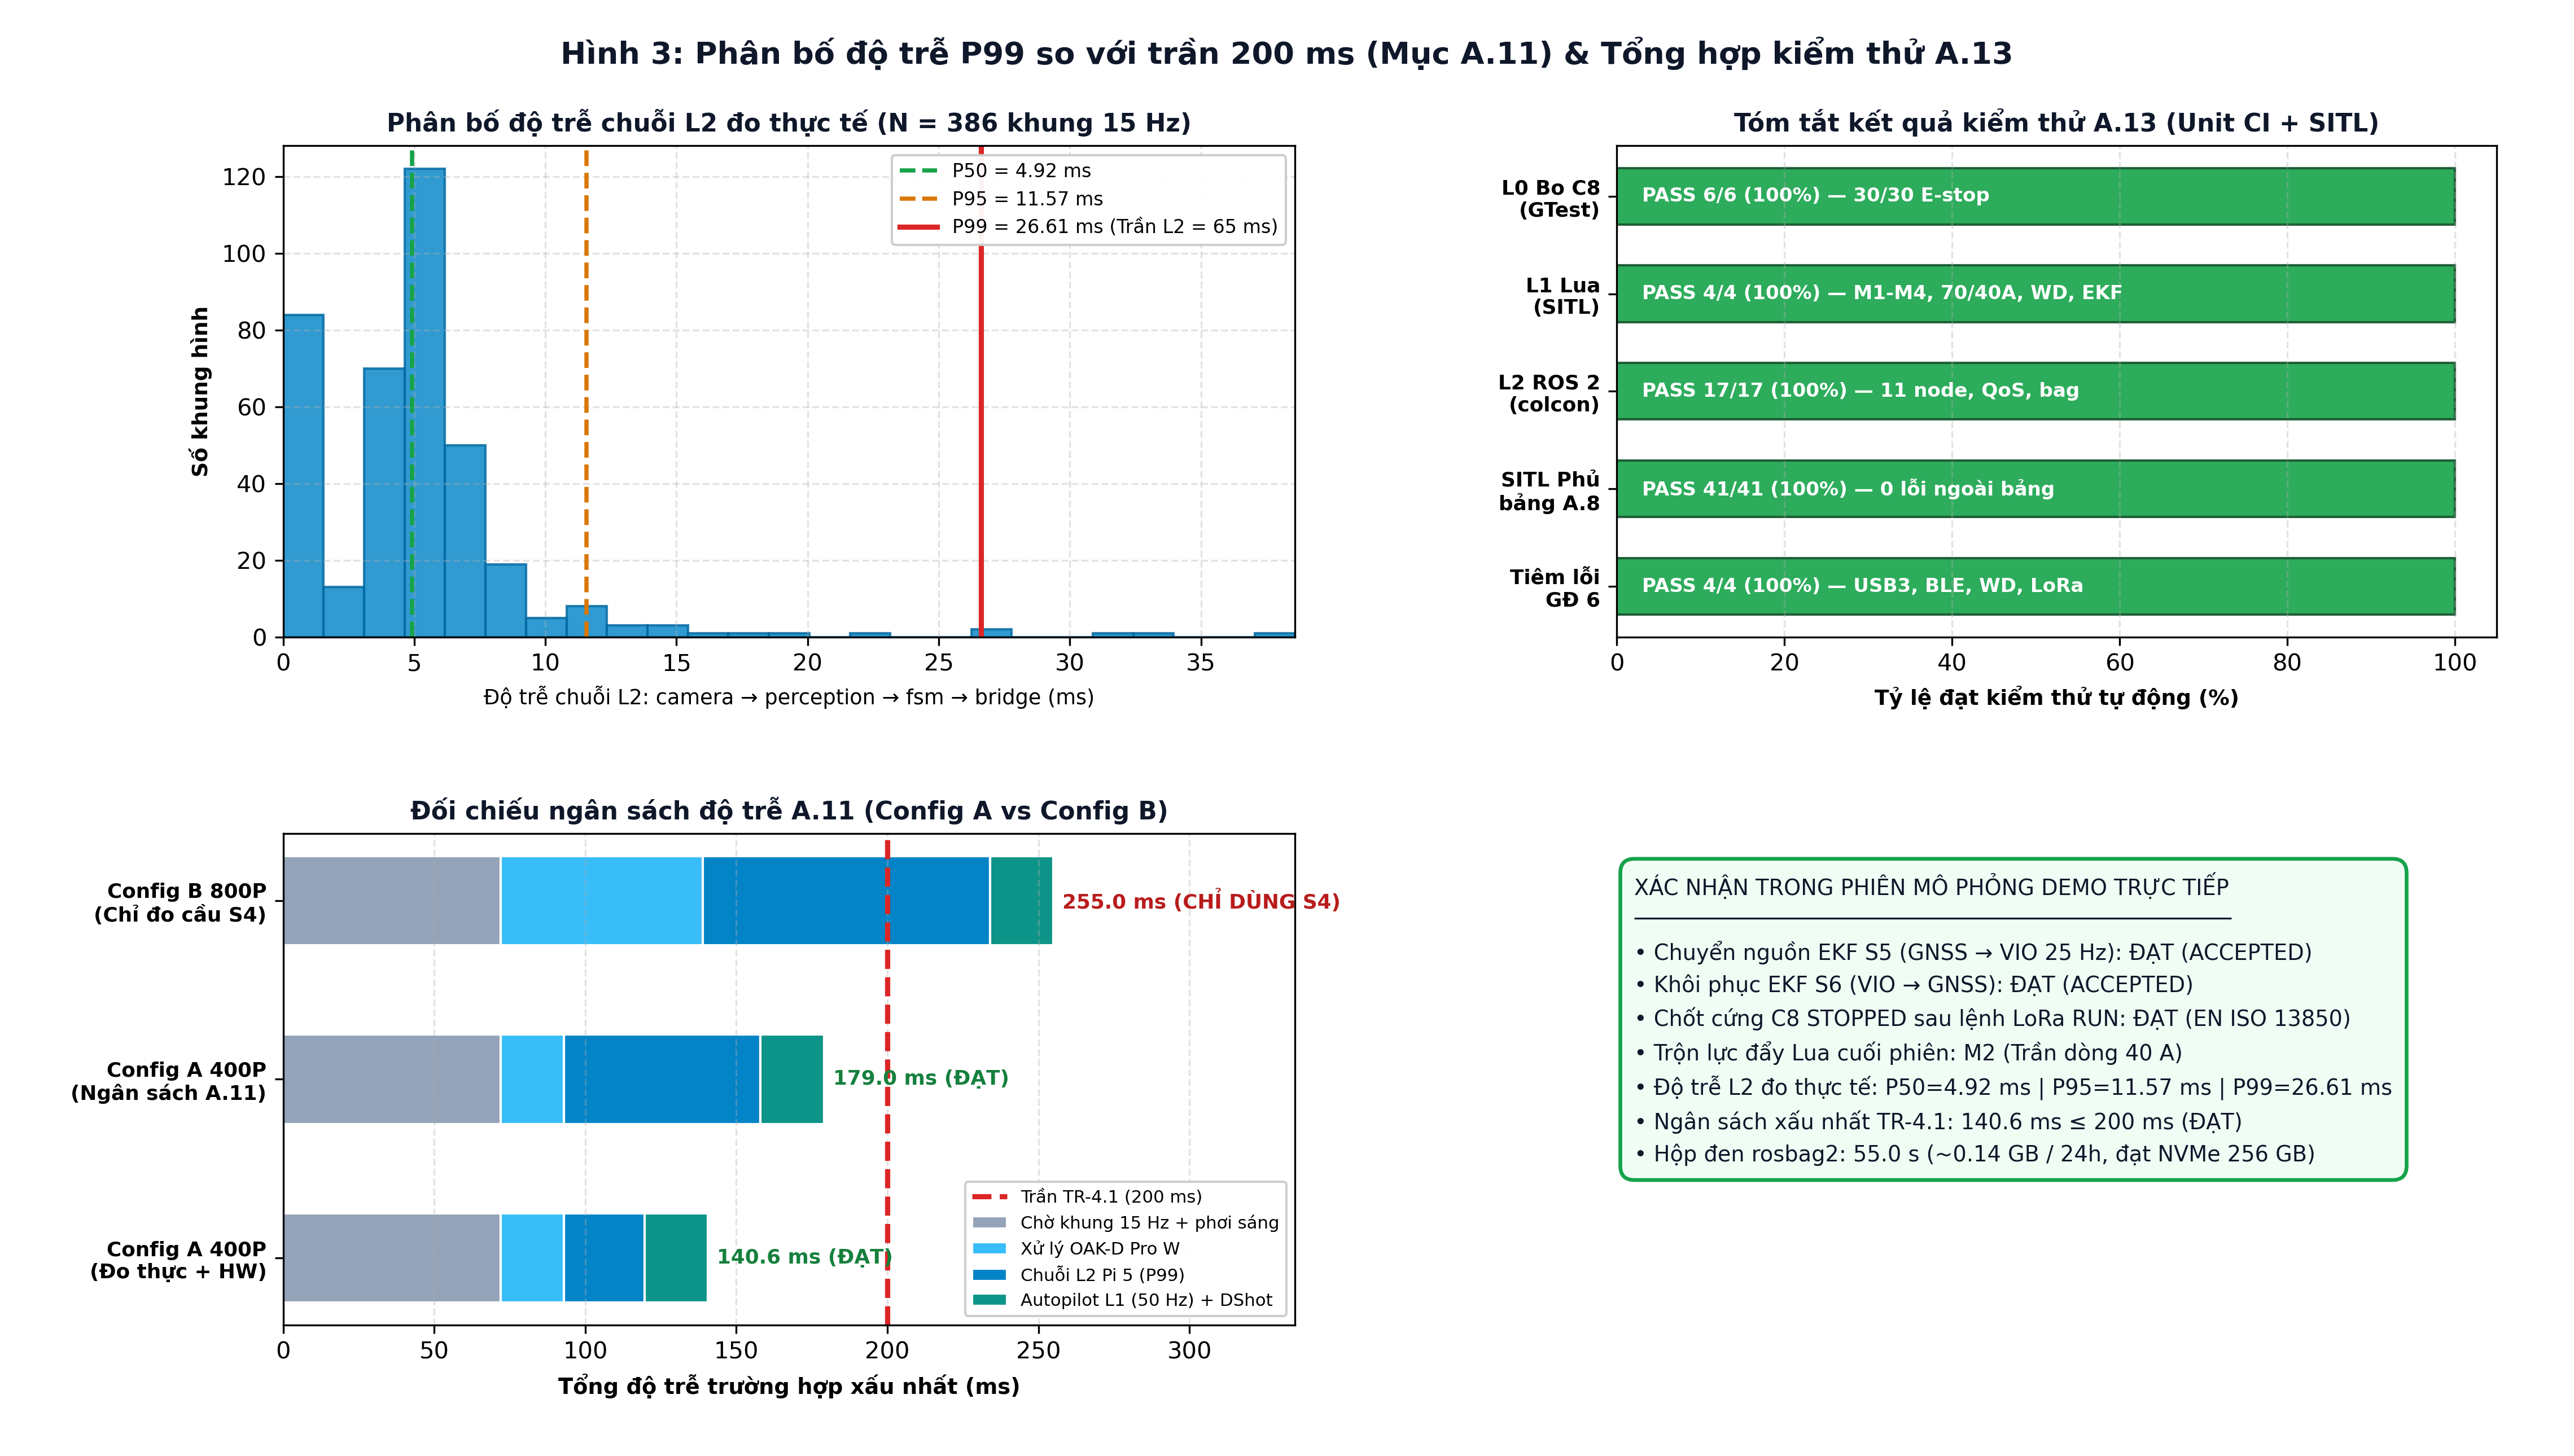 Hình 3: Phân bố độ trễ P99 so với trần 200 ms (Mục A.11) & Tổng hợp kiểm thử A.13
Phân bố độ trễ chuỗi L2 đo thực tế (N = 386 khung 15 Hz)
P50 = 4.92 ms
P95 = 11.57 ms
P99 = 26.61 ms (Trần L2 = 65 ms)
Số khung hình
120
100
80
60
40
20
0
0 5 10 15 20 25 30 35
Độ trễ chuỗi L2: camera → perception → fsm → bridge (ms)
Tóm tắt kết quả kiểm thử A.13 (Unit CI + SITL)
L0 Bo C8
(GTest)
PASS 6/6 (100%) — 30/30 E-stop
L1 Lua
(SITL)
PASS 4/4 (100%) — M1-M4, 70/40A, WD, EKF
L2 ROS 2
(colcon)
PASS 17/17 (100%) — 11 node, QoS, bag
SITL Phủ
bảng A.8
PASS 41/41 (100%) — 0 lỗi ngoài bảng
Tiêm lỗi
GĐ 6
PASS 4/4 (100%) — USB3, BLE, WD, LoRa
0 20 40 60 80 100
Tỷ lệ đạt kiểm thử tự động (%)
Đối chiếu ngân sách độ trễ A.11 (Config A vs Config B)
Config B 800P
(Chỉ đo cầu S4)
255.0 ms (CHỈ DÙNG S4)
Config A 400P
(Ngân sách A.11)
179.0 ms (ĐẠT)
Config A 400P
(Đo thực + HW)
140.6 ms (ĐẠT)
Trần TR-4.1 (200 ms)
Chờ khung 15 Hz + phơi sáng
Xử lý OAK-D Pro W
Chuỗi L2 Pi 5 (P99)
Autopilot L1 (50 Hz) + DShot
0 50 100 150 200 250 300
Tổng độ trễ trường hợp xấu nhất (ms)
XÁC NHẬN TRONG PHIÊN MÔ PHỎNG DEMO TRỰC TIẾP
• Chuyển nguồn EKF S5 (GNSS → VIO 25 Hz): ĐẠT (ACCEPTED)
• Khôi phục EKF S6 (VIO → GNSS): ĐẠT (ACCEPTED)
• Chốt cứng C8 STOPPED sau lệnh LoRa RUN: ĐẠT (EN ISO 13850)
• Trộn lực đẩy Lua cuối phiên: M2 (Trần dòng 40 A)
• Độ trễ L2 đo thực tế: P50=4.92 ms | P95=11.57 ms | P99=26.61 ms
• Ngân sách xấu nhất TR-4.1: 140.6 ms ≤ 200 ms (ĐẠT)
• Hộp đen rosbag2: 55.0 s (~0.14 GB / 24h, đạt NVMe 256 GB)